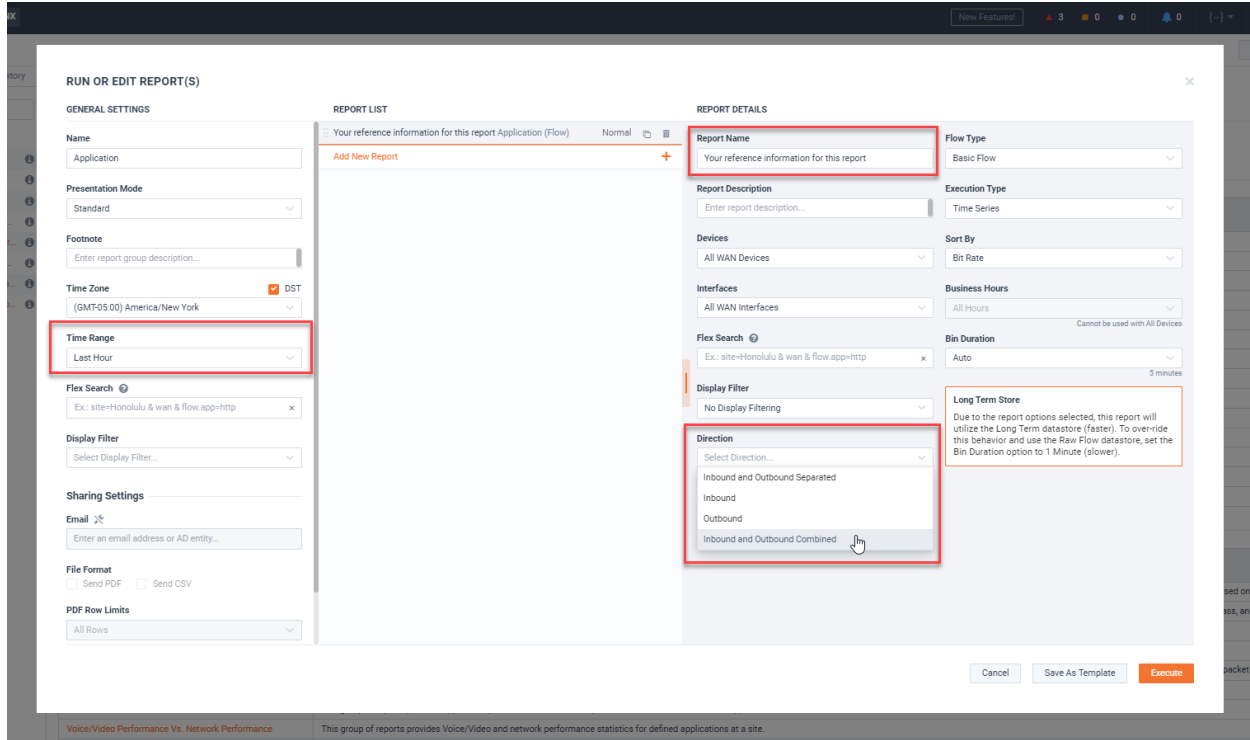 NX
New Features!
3
0
0
0
{--}
story
RUN OR EDIT REPORT(S)
GENERAL SETTINGS
REPORT LIST
REPORT DETAILS
Name
Application
Presentation Mode
Standard
Footnote
Enter report group description...
Time Zone
DST
(GMT-05:00) America/New York
Time Range
Last Hour
Flex Search
Ex.: site=Honolulu & wan & flow.app=http
Display Filter
Select Display Filter...
Sharing Settings
Email
Enter an email address or AD entity...
File Format
Send PDF
Send CSV
PDF Row Limits
All Rows
Your reference information for this report Application (Flow)
Normal
Add New Report
Report Name
Your reference information for this report
Report Description
Enter report description...
Devices
All WAN Devices
Interfaces
All WAN Interfaces
Flex Search
Ex.: site=Honolulu & wan & flow.app=http
Display Filter
No Display Filtering
Direction
Select Direction...
Inbound and Outbound Separated
Inbound
Outbound
Inbound and Outbound Combined
Flow Type
Basic Flow
Execution Type
Time Series
Sort By
Bit Rate
Business Hours
All Hours
Cannot be used with All Devices
Bin Duration
Auto
5 minutes
Long Term Store
Due to the report options selected, this report will
utilize the Long Term datastore (faster). To over-ride
this behavior and use the Raw Flow datastore, set the
Bin Duration option to 1 Minute (slower).
Cancel
Save As Template
Execute
sed on
ass, an
packet
Voice/Video Performance Vs. Network Performance
This group of reports provides Voice/Video and network performance statistics for defined applications at a site.